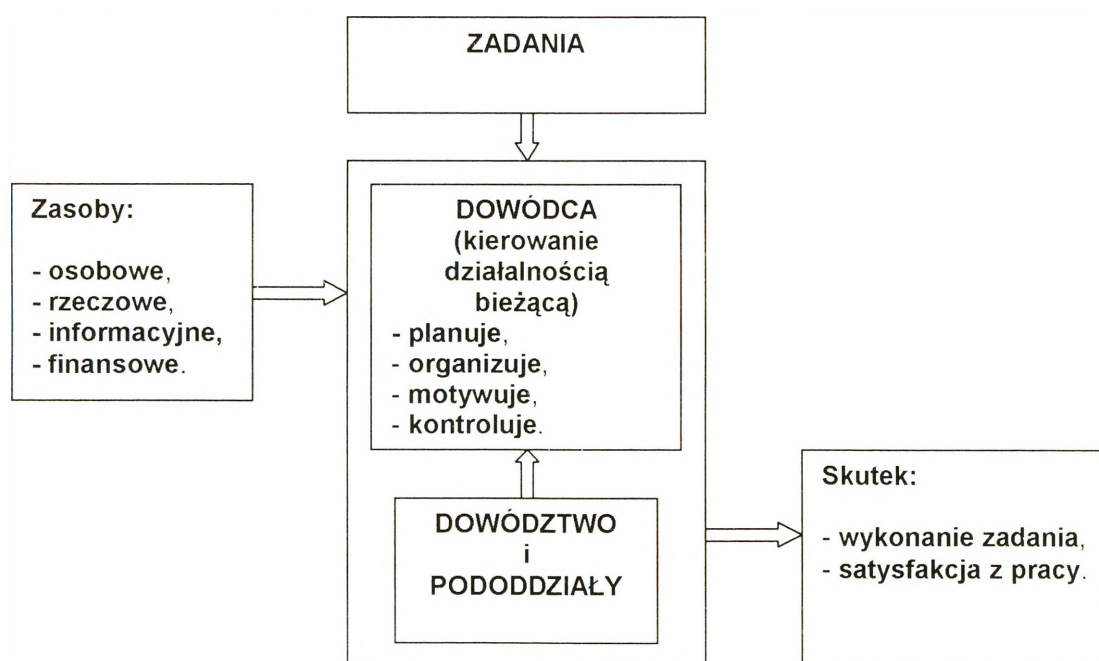 ZADANIA
Zasoby:
- osobowe,
- rzeczowe,
- informacyjne,
- finansowe.
DOWÓDCA
(kierowanie
działalnością
bieżącą)
- planuje,
- organizuje,
- motywuje,
- kontroluje.
DOWÓDZTWO
i
PODODDZIAŁY
Skutek:
- wykonanie zadania,
- satysfakcja z pracy.